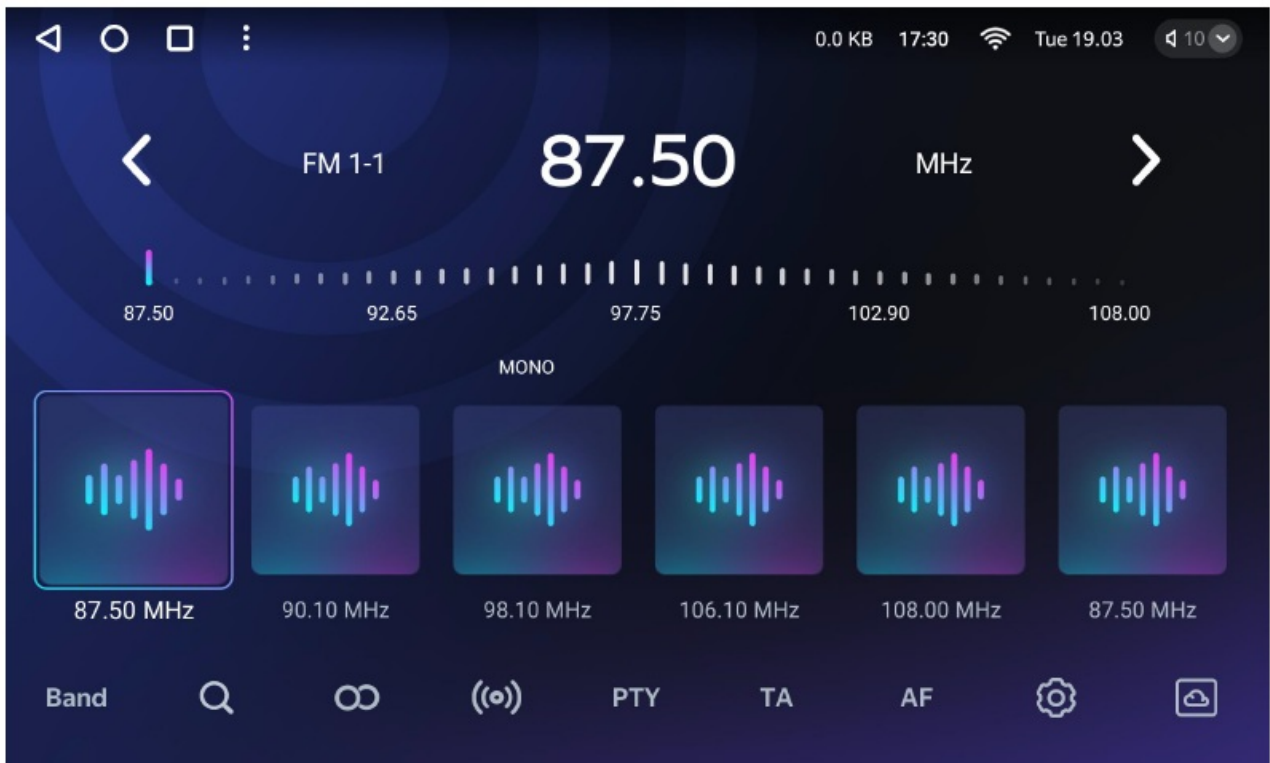 0.0 KB 17:30 Tue 19.03 10
FM 1-1 87.50 MHz
87.50 92.65 97.75 102.90 108.00
MONO
87.50 MHz 90.10 MHz 98.10 MHz 106.10 MHz 108.00 MHz 87.50 MHz
Band PTY TA AF